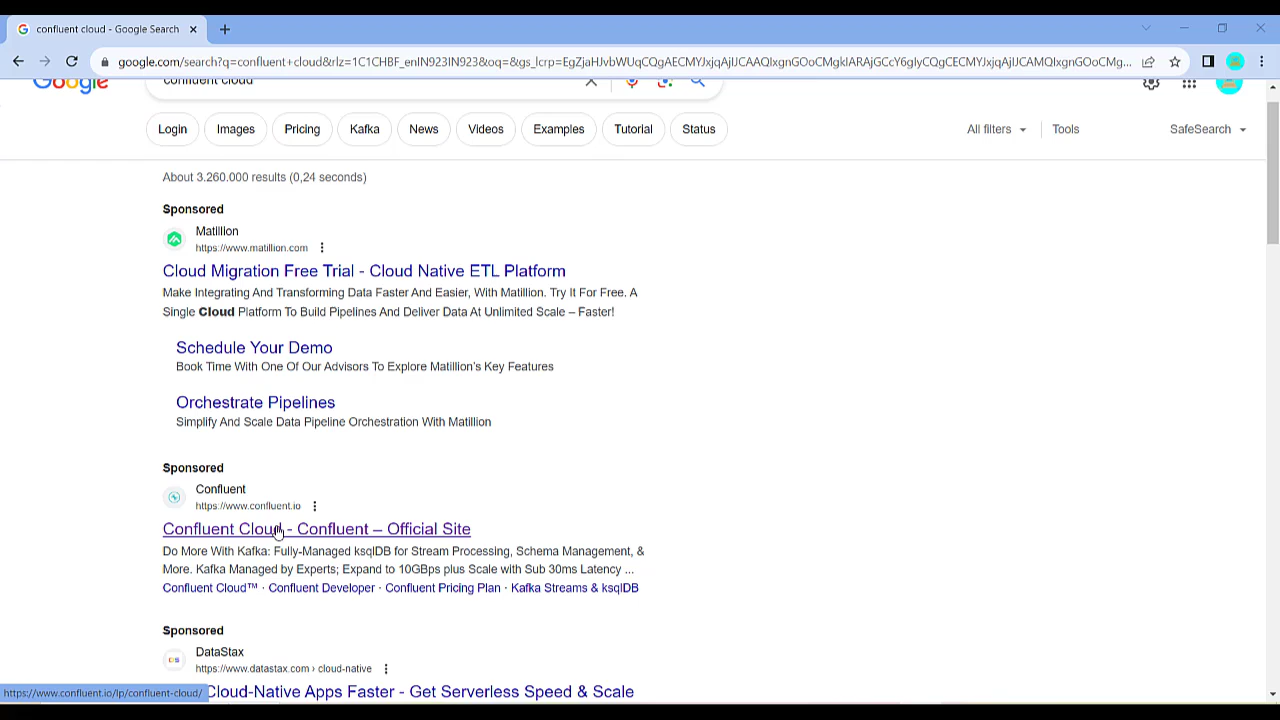 confluent cloud - Google Search
google.com/search?q=confluent+cloud&rlz=1C1CHBF_enIN923IN923&oq=&gs_lcrp=EgZjaHJvbWUqCQgAECMYJxjqAjIJCAAQIxgnGOoCMgkIARAjGCcY6gIyCQgCECMYJxjqAjIJCAMQIxgnGOoCMg...
Google
confluent cloud
Login
Images
Pricing
Kafka
News
Videos
Examples
Tutorial
Status
All filters
Tools
SafeSearch
About 3.260.000 results (0,24 seconds)
Sponsored
Matillion
https://www.matillion.com
Cloud Migration Free Trial - Cloud Native ETL Platform
Make Integrating And Transforming Data Faster And Easier, With Matillion. Try It For Free. A
Single Cloud Platform To Build Pipelines And Deliver Data At Unlimited Scale – Faster!
Schedule Your Demo
Book Time With One Of Our Advisors To Explore Matillion's Key Features
Orchestrate Pipelines
Simplify And Scale Data Pipeline Orchestration With Matillion
Sponsored
Confluent
https://www.confluent.io
Confluent Cloud - Confluent – Official Site
Do More With Kafka: Fully-Managed ksqlDB for Stream Processing, Schema Management, &
More. Kafka Managed by Experts; Expand to 10GBps plus Scale with Sub 30ms Latency ...
Confluent Cloud™ · Confluent Developer · Confluent Pricing Plan · Kafka Streams & ksqlDB
Sponsored
DataStax
https://www.datastax.com › cloud-native
Cloud-Native Apps Faster - Get Serverless Speed & Scale
https://www.confluent.io/lp/confluent-cloud/